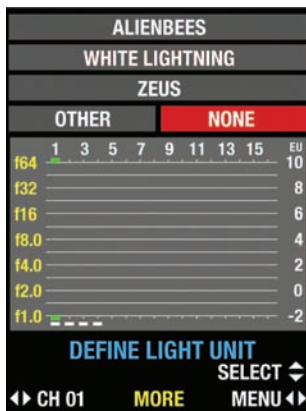 ALIENBEES
WHITE LIGHTNING
ZEUS
OTHER NONE
1 3 5 7 9 11 13 15 EU
f64 10
f32 8
f16 6
f8.0 4
f4.0 2
f2.0 0
f1.0 -2
DEFINE LIGHT UNIT
SELECT
CH 01 MORE MENU